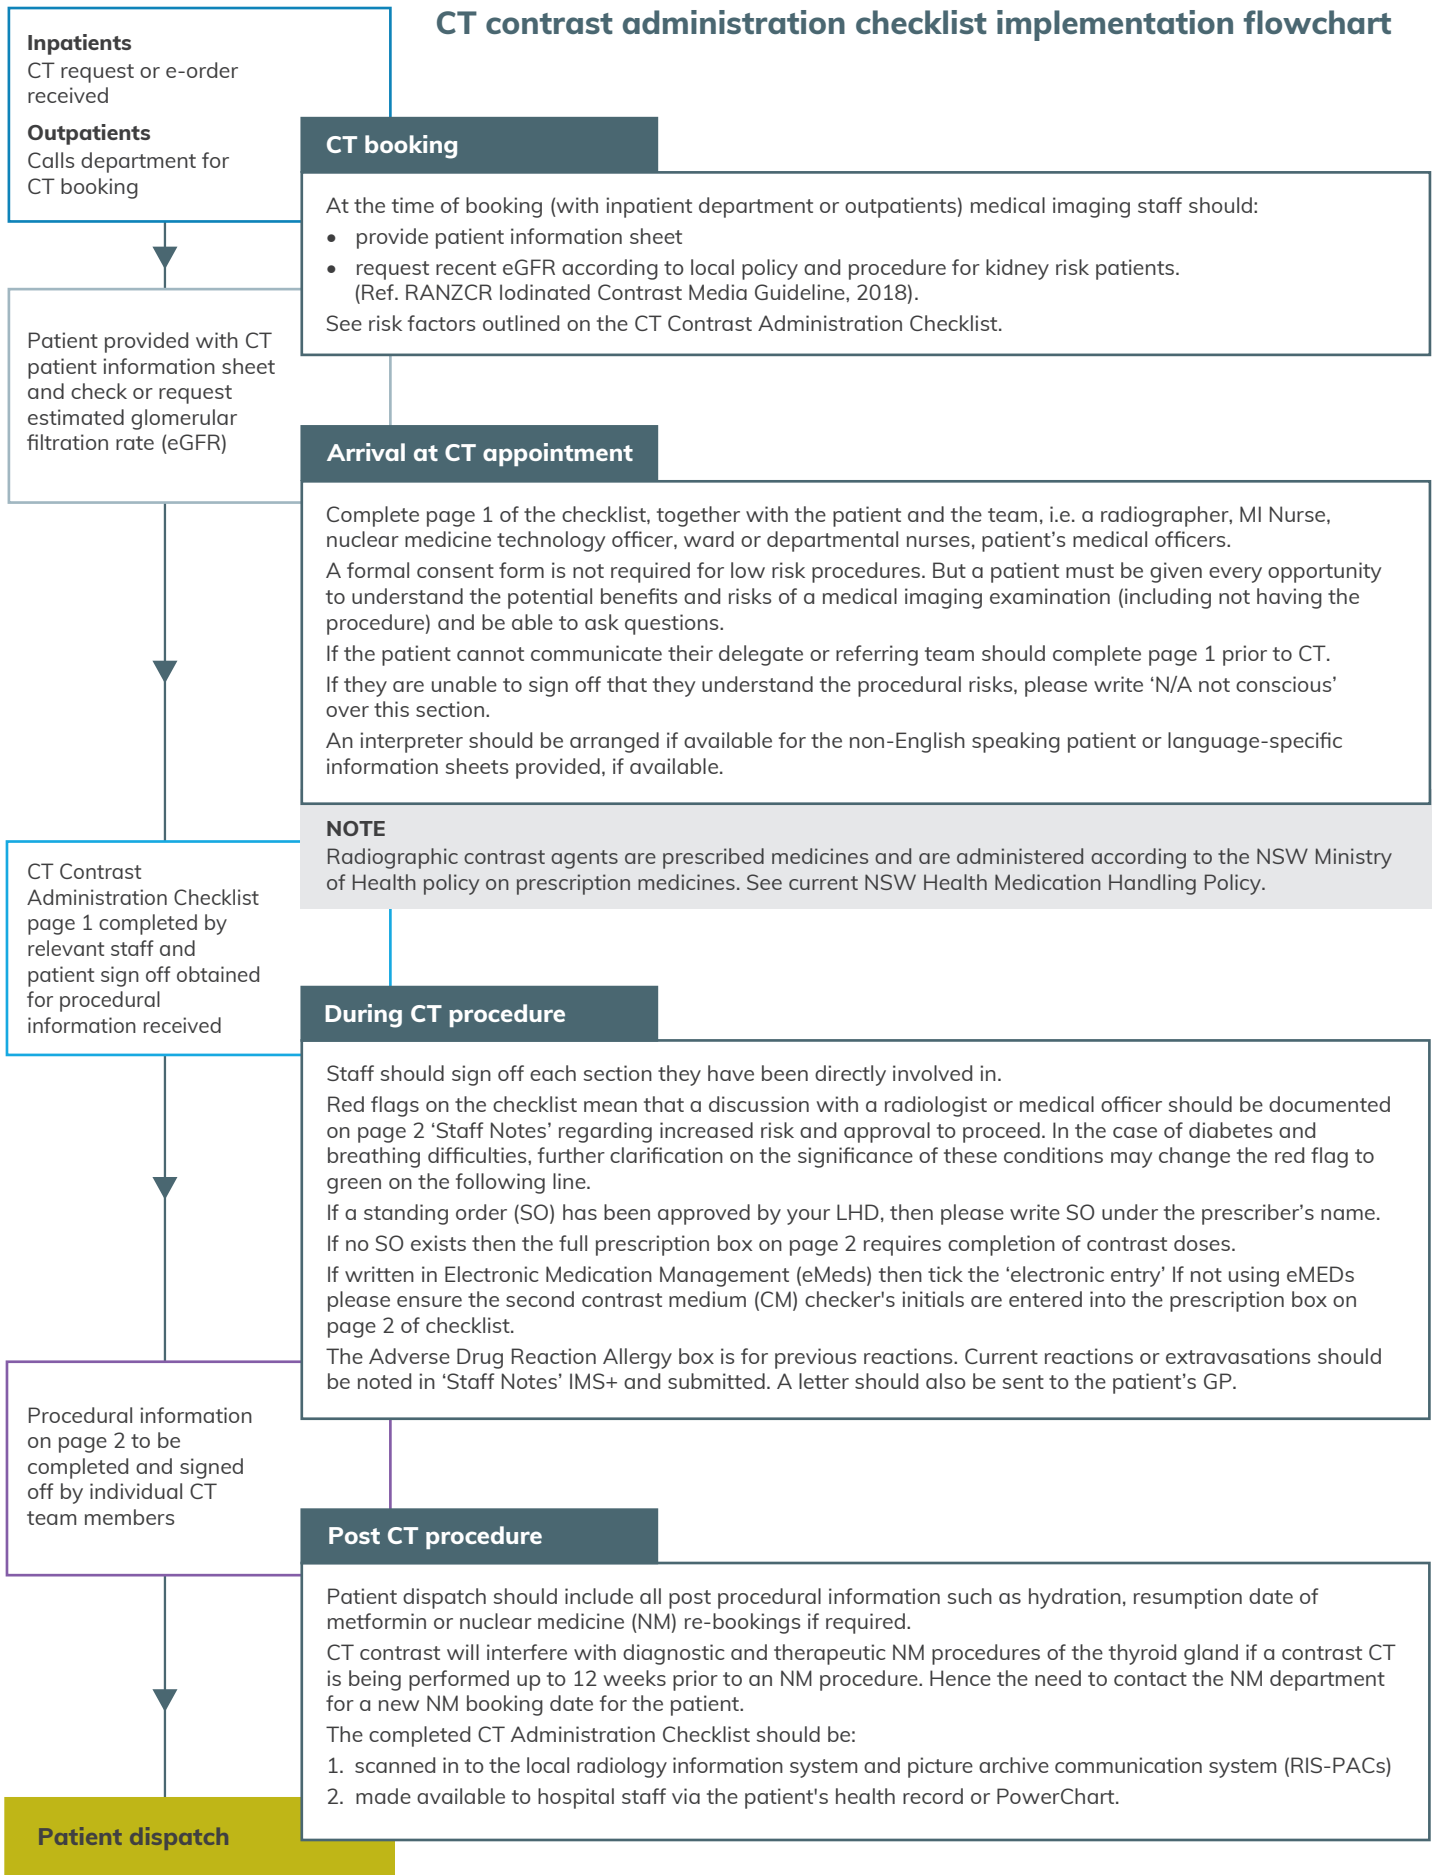 CT contrast administration checklist implementation flowchart
Inpatients
CT request or e-order
received
Outpatients
Calls department for
CT booking
CT booking
At the time of booking (with inpatient department or outpatients) medical imaging staff should:
• provide patient information sheet
• request recent eGFR according to local policy and procedure for kidney risk patients.
(Ref. RANZCR Iodinated Contrast Media Guideline, 2018).
See risk factors outlined on the CT Contrast Administration Checklist.
Patient provided with CT
patient information sheet
and check or request
estimated glomerular
filtration rate (eGFR)
Arrival at CT appointment
Complete page 1 of the checklist, together with the patient and the team, i.e. a radiographer, MI Nurse,
nuclear medicine technology officer, ward or departmental nurses, patient’s medical officers.
A formal consent form is not required for low risk procedures. But a patient must be given every opportunity
to understand the potential benefits and risks of a medical imaging examination (including not having the
procedure) and be able to ask questions.
If the patient cannot communicate their delegate or referring team should complete page 1 prior to CT.
If they are unable to sign off that they understand the procedural risks, please write ‘N/A not conscious’
over this section.
An interpreter should be arranged if available for the non-English speaking patient or language-specific
information sheets provided, if available.
NOTE
Radiographic contrast agents are prescribed medicines and are administered according to the NSW Ministry
of Health policy on prescription medicines. See current NSW Health Medication Handling Policy.
CT Contrast
Administration Checklist
page 1 completed by
relevant staff and
patient sign off obtained
for procedural
information received
During CT procedure
Staff should sign off each section they have been directly involved in.
Red flags on the checklist mean that a discussion with a radiologist or medical officer should be documented
on page 2 ‘Staff Notes’ regarding increased risk and approval to proceed. In the case of diabetes and
breathing difficulties, further clarification on the significance of these conditions may change the red flag to
green on the following line.
If a standing order (SO) has been approved by your LHD, then please write SO under the prescriber’s name.
If no SO exists then the full prescription box on page 2 requires completion of contrast doses.
If written in Electronic Medication Management (eMeds) then tick the ‘electronic entry’ If not using eMEDs
please ensure the second contrast medium (CM) checker's initials are entered into the prescription box on
page 2 of checklist.
The Adverse Drug Reaction Allergy box is for previous reactions. Current reactions or extravasations should
be noted in ‘Staff Notes’ IMS+ and submitted. A letter should also be sent to the patient’s GP.
Procedural information
on page 2 to be
completed and signed
off by individual CT
team members
Post CT procedure
Patient dispatch should include all post procedural information such as hydration, resumption date of
metformin or nuclear medicine (NM) re-bookings if required.
CT contrast will interfere with diagnostic and therapeutic NM procedures of the thyroid gland if a contrast CT
is being performed up to 12 weeks prior to an NM procedure. Hence the need to contact the NM department
for a new NM booking date for the patient.
The completed CT Administration Checklist should be:
1. scanned in to the local radiology information system and picture archive communication system (RIS-PACs)
2. made available to hospital staff via the patient's health record or PowerChart.
Patient dispatch